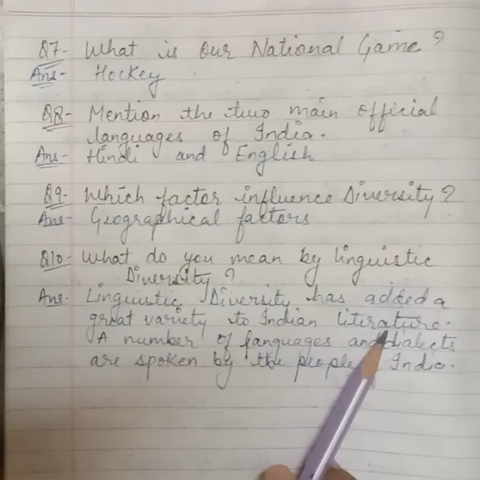 Q7- What is Our National Game?
Ans- Hockey
Q8- Mention the two main official
languages of India.
Ans- Hindi and English
Q9- Which factor influence Diversity?
Ans- Geographical factors
Q10- What do you mean by linguistic
Diversity?
Ans- Linguistic Diversity has added a
great variety to Indian literature.
A number of languages and dialects
are spoken by the people India.